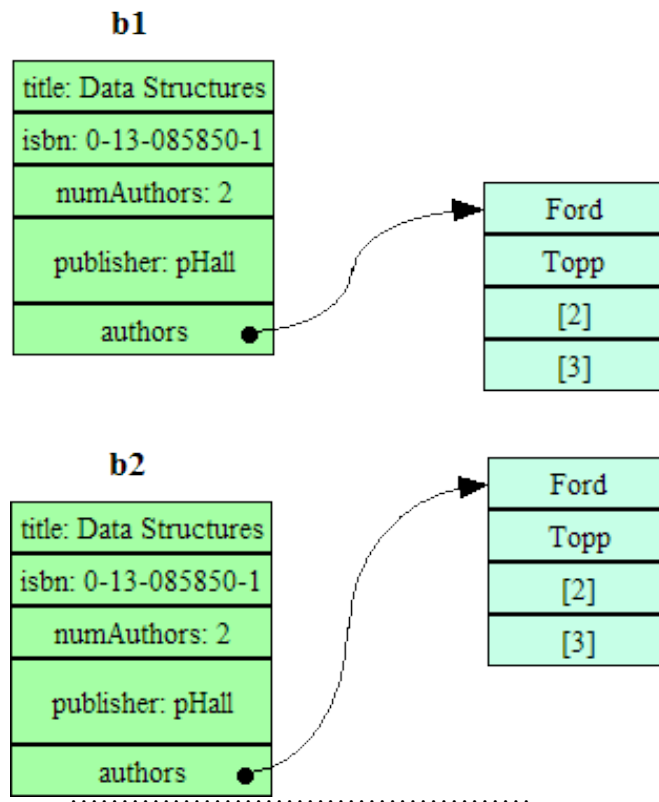 b1
title: Data Structures
isbn: 0-13-085850-1
numAuthors: 2
publisher: pHall
authors
Ford
Topp
[2]
[3]
b2
title: Data Structures
isbn: 0-13-085850-1
numAuthors: 2
publisher: pHall
authors
Ford
Topp
[2]
[3]